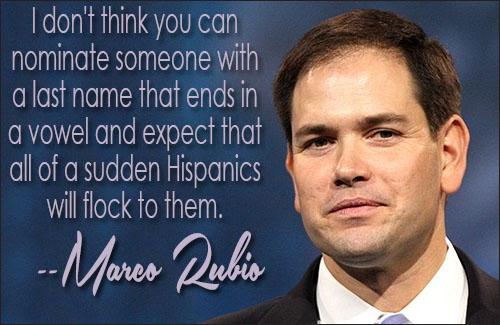 I don't think you can
nominate someone with
a last name that ends in
a vowel and expect that
all of a sudden Hispanics
will flock to them.
--Marco Rubio